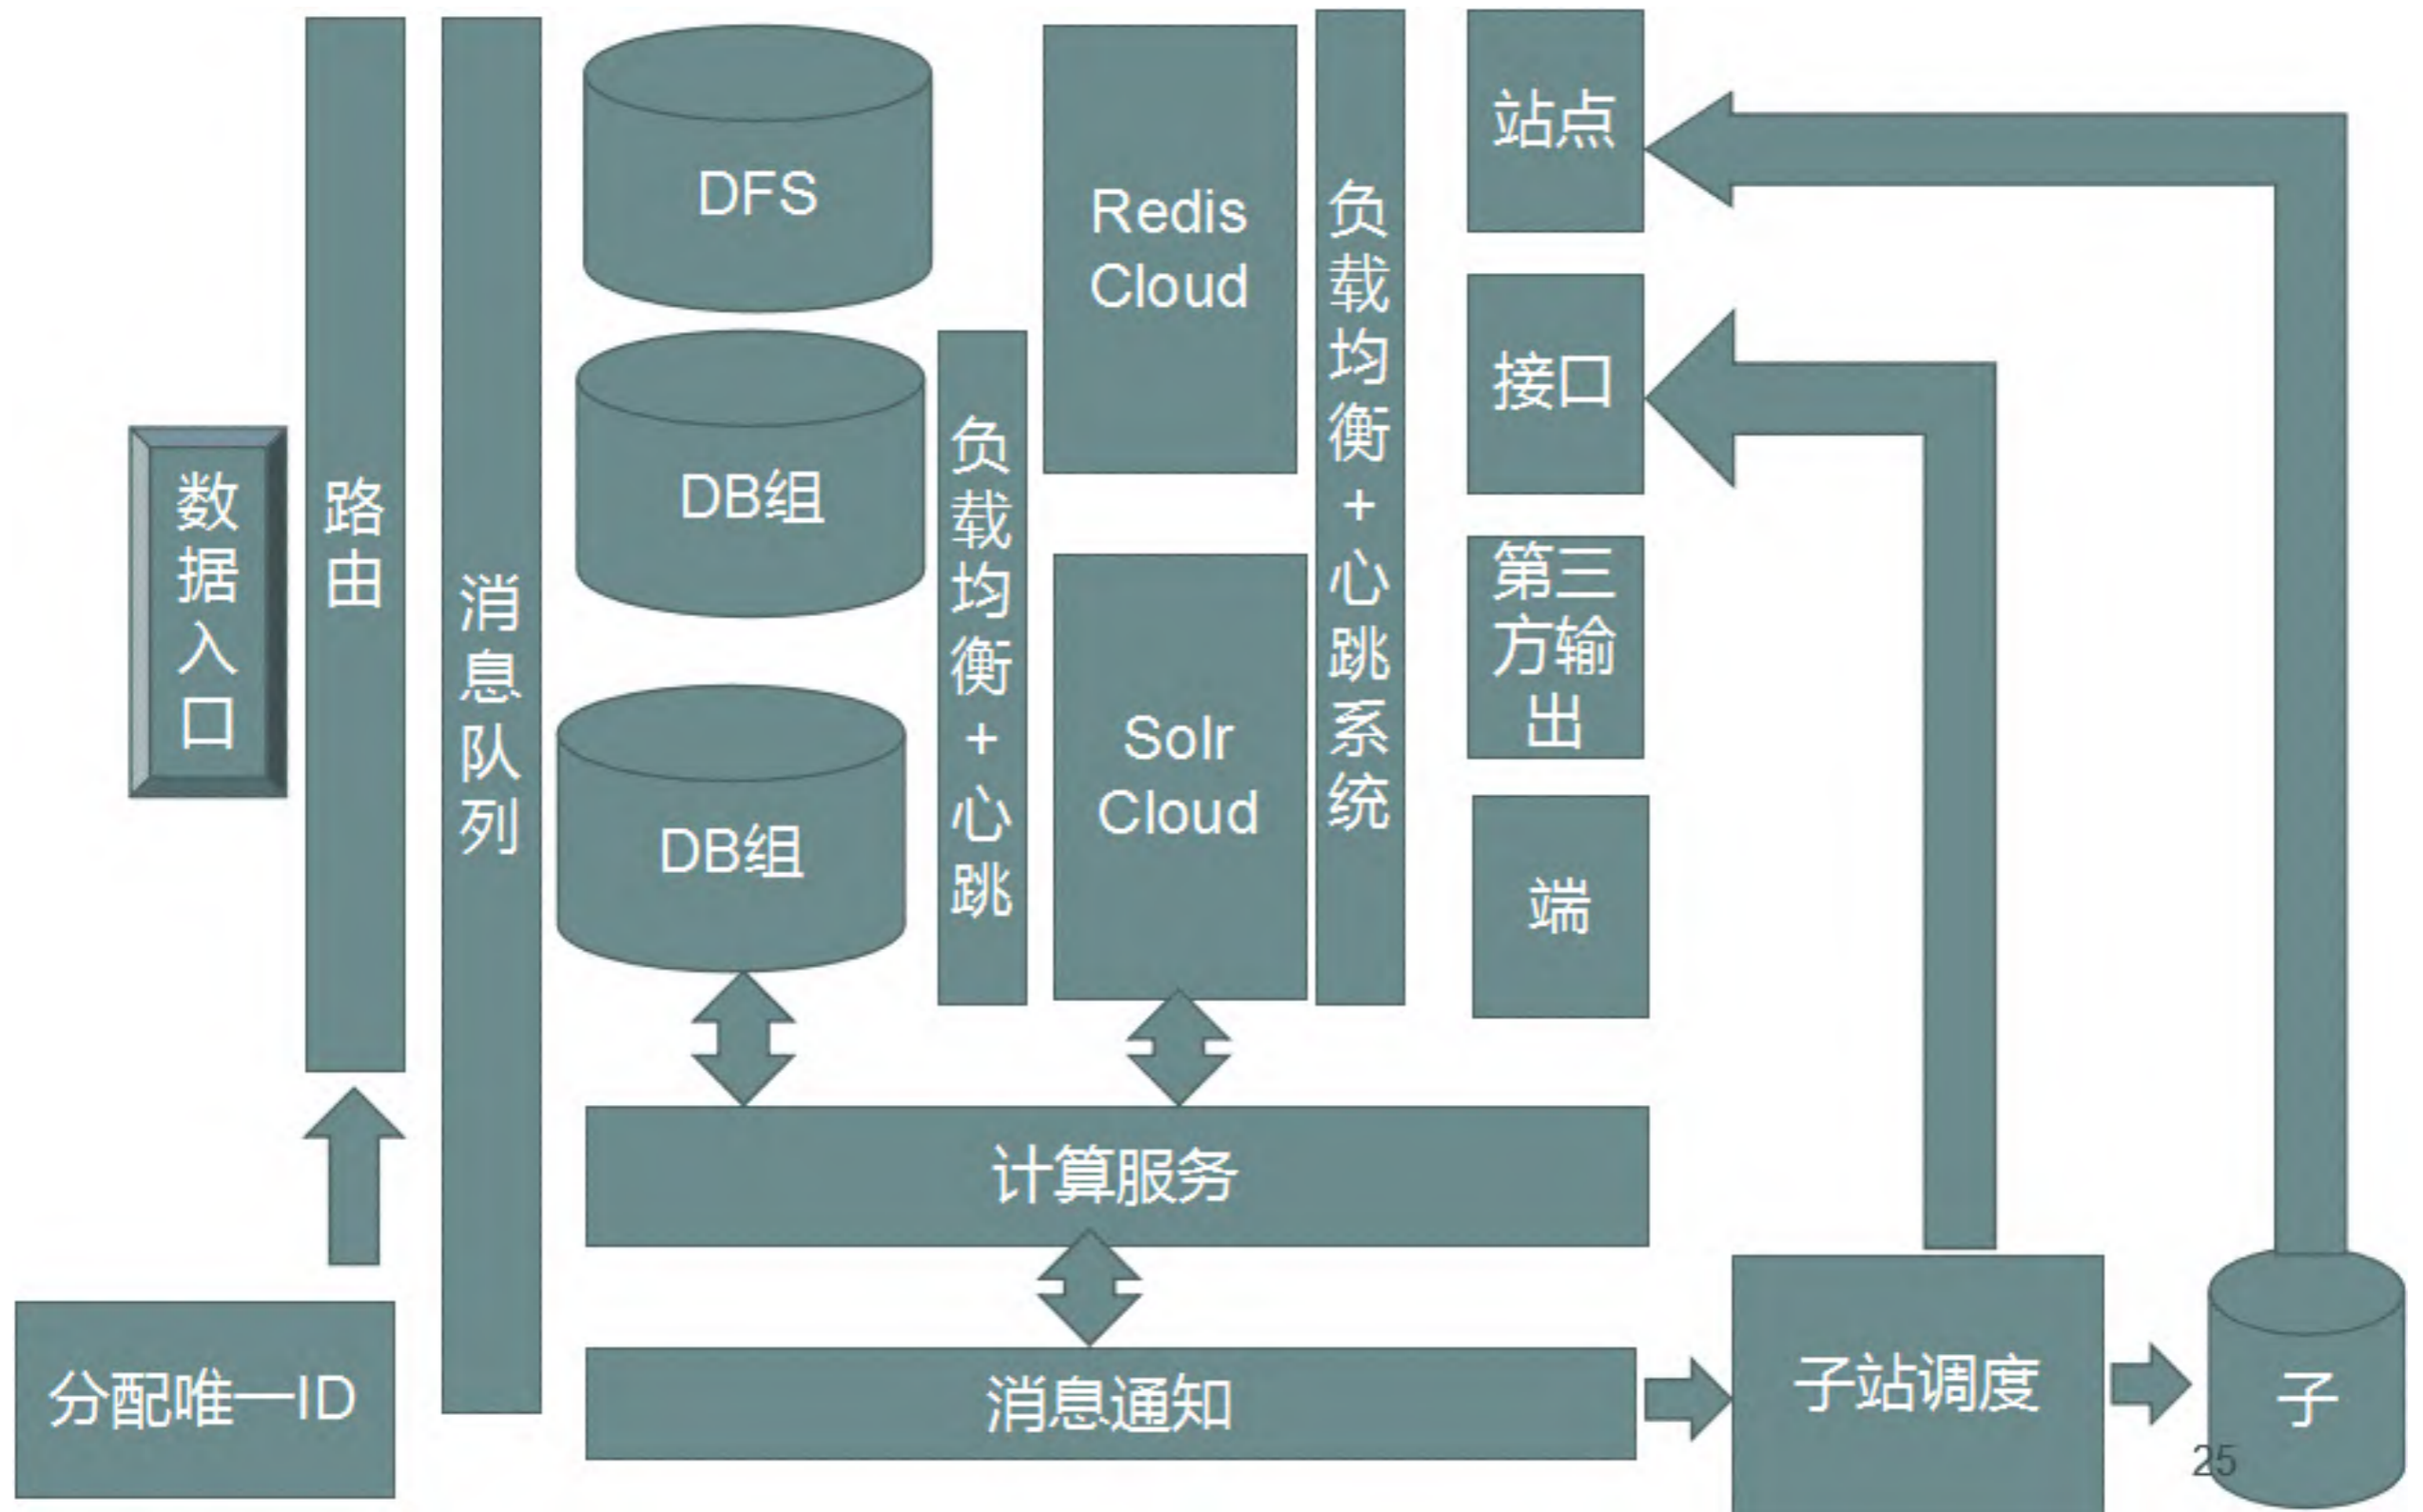 数据入口
路由
消息队列
DFS
DB组
DB组
负载均衡+心跳
Redis
Cloud
Solr
Cloud
负载均衡+心跳系统
站点
接口
第三
方输
出
端
计算服务
消息通知
分配唯一ID
子站调度
子
25